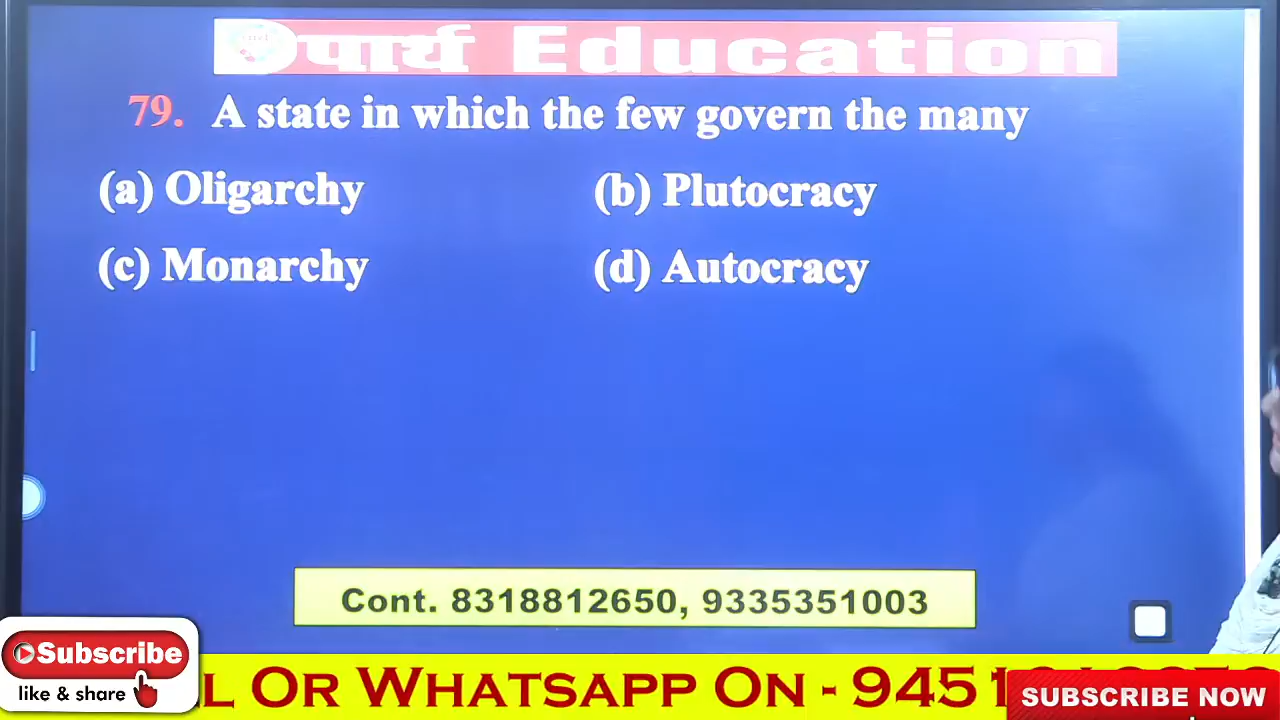 पार्थ Education
79. A state in which the few govern the many
(a) Oligarchy (b) Plutocracy
(c) Monarchy (d) Autocracy
Cont. 8318812650, 9335351003
Subscribe
like & share
L OR WHATSAPP ON - 9451
SUBSCRIBE NOW